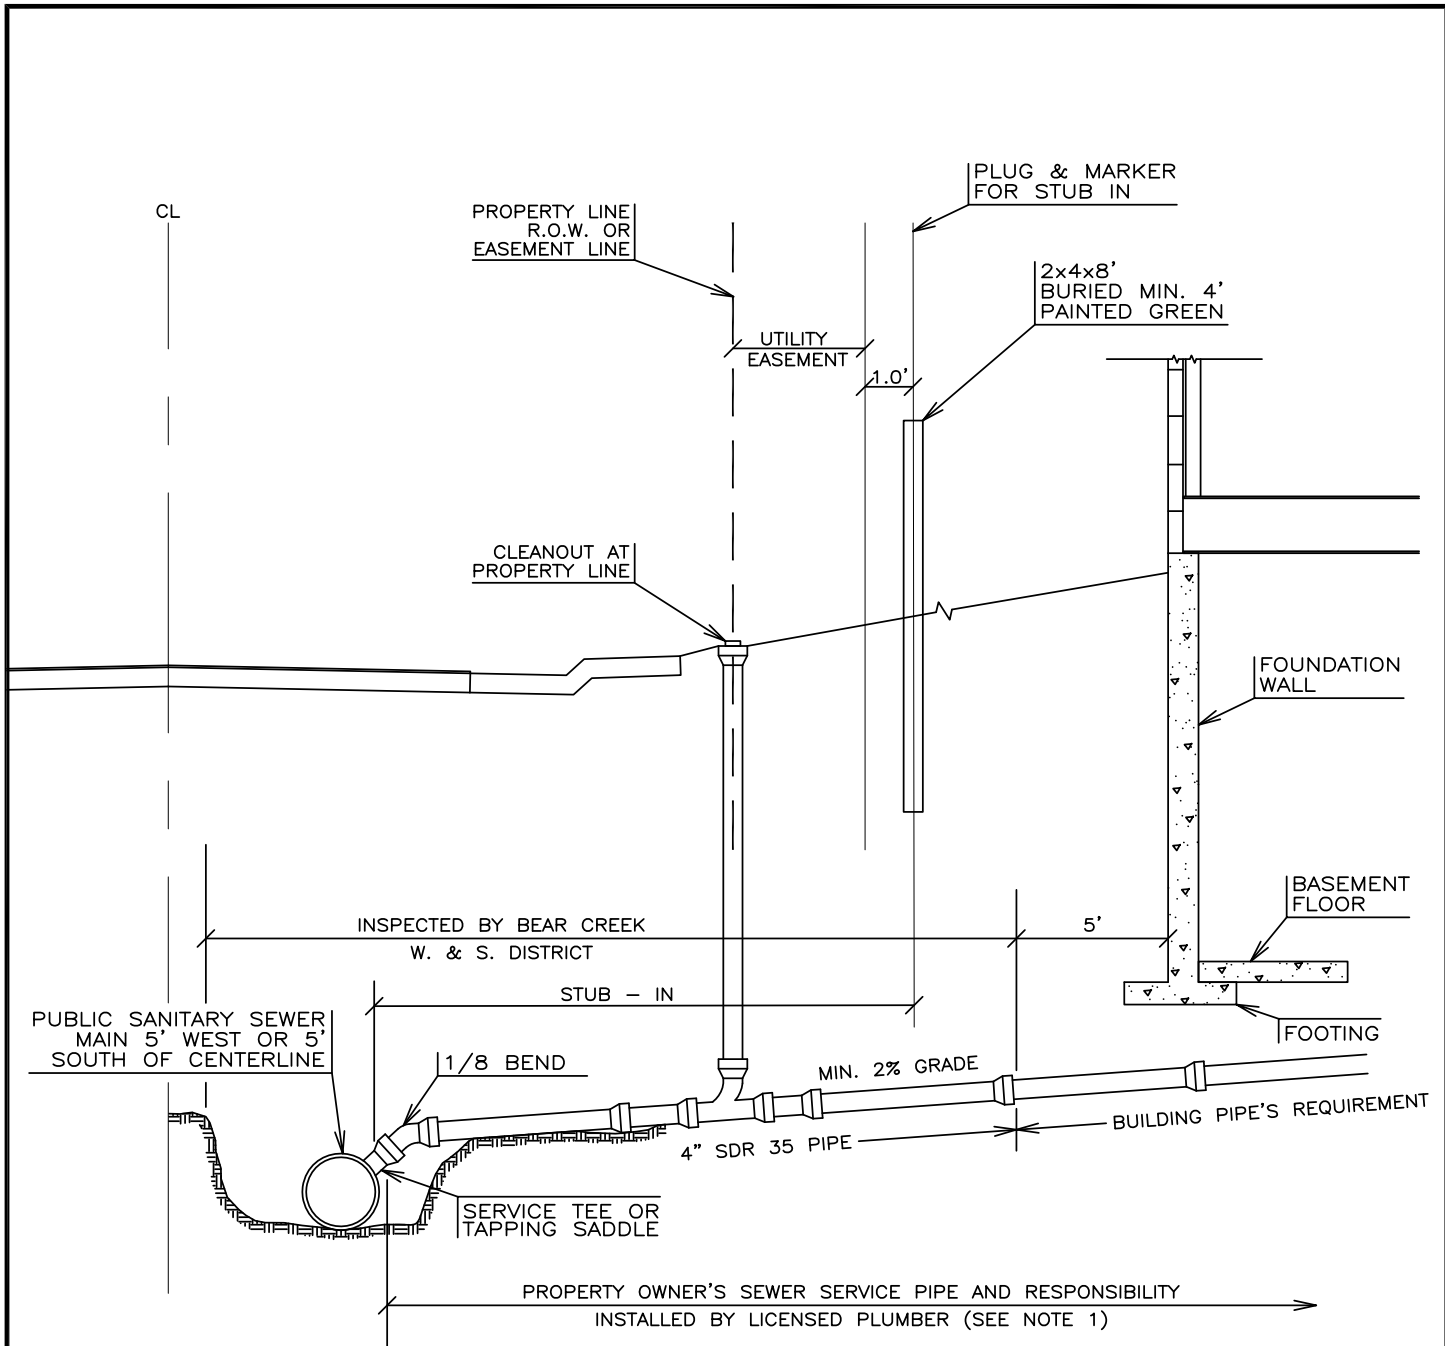 PLUG & MARKER
FOR STUB IN
CL
PROPERTY LINE
R.O.W. OR
EASEMENT LINE
2x4x8'
BURIED MIN. 4'
PAINTED GREEN
UTILITY
EASEMENT
1.0'
CLEANOUT AT
PROPERTY LINE
FOUNDATION
WALL
BASEMENT
FLOOR
INSPECTED BY BEAR CREEK
W. & S. DISTRICT
5'
STUB - IN
PUBLIC SANITARY SEWER
MAIN 5' WEST OR 5'
SOUTH OF CENTERLINE
FOOTING
1/8 BEND
MIN. 2% GRADE
BUILDING PIPE'S REQUIREMENT
4" SDR 35 PIPE
SERVICE TEE OR
TAPPING SADDLE
PROPERTY OWNER'S SEWER SERVICE PIPE AND RESPONSIBILITY
INSTALLED BY LICENSED PLUMBER (SEE NOTE 1)